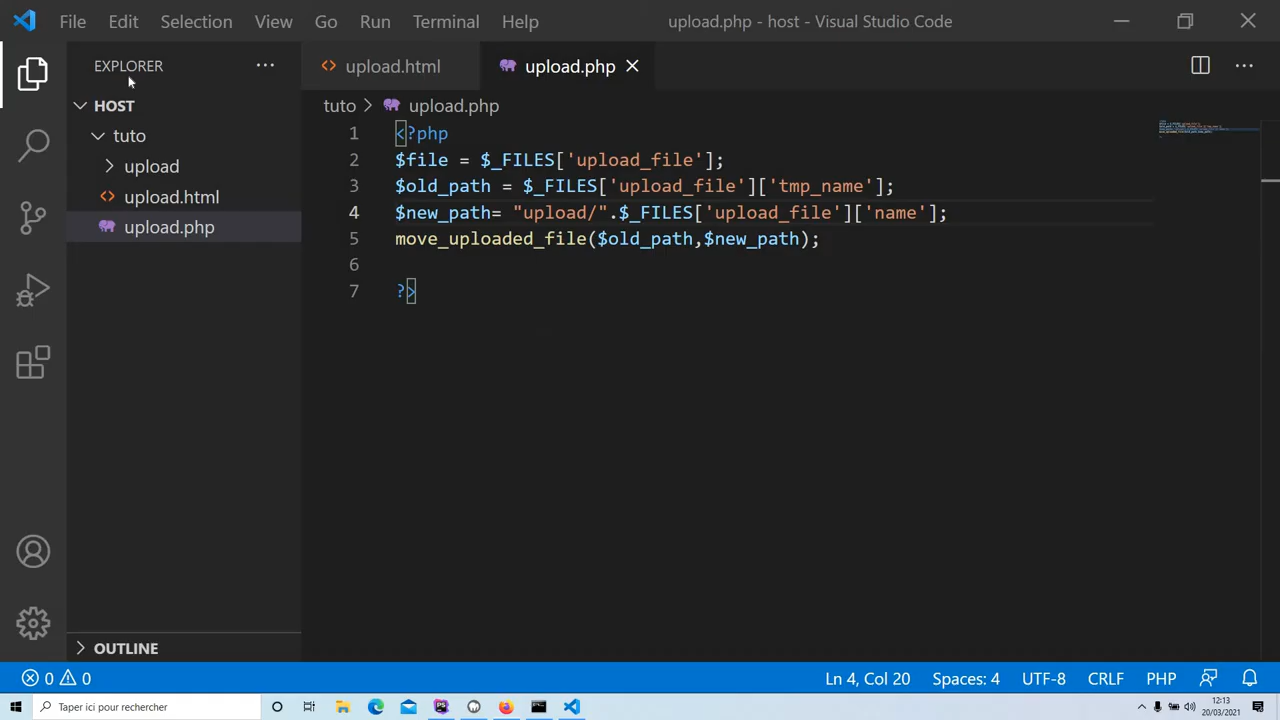 File Edit Selection View Go Run Terminal Help upload.php - host - Visual Studio Code
EXPLORER ···
HOST
tuto
upload
upload.html
upload.php
OUTLINE
upload.html upload.php
tuto > upload.php
1 <?php
2 $file = $_FILES['upload_file'];
3 $old_path = $_FILES['upload_file']['tmp_name'];
4 $new_path= "upload/".$_FILES['upload_file']['name'];
5 move_uploaded_file($old_path,$new_path);
6
7 ?>
0 0 Ln 4, Col 20 Spaces: 4 UTF-8 CRLF PHP
Taper ici pour rechercher
12:13
20/03/2021